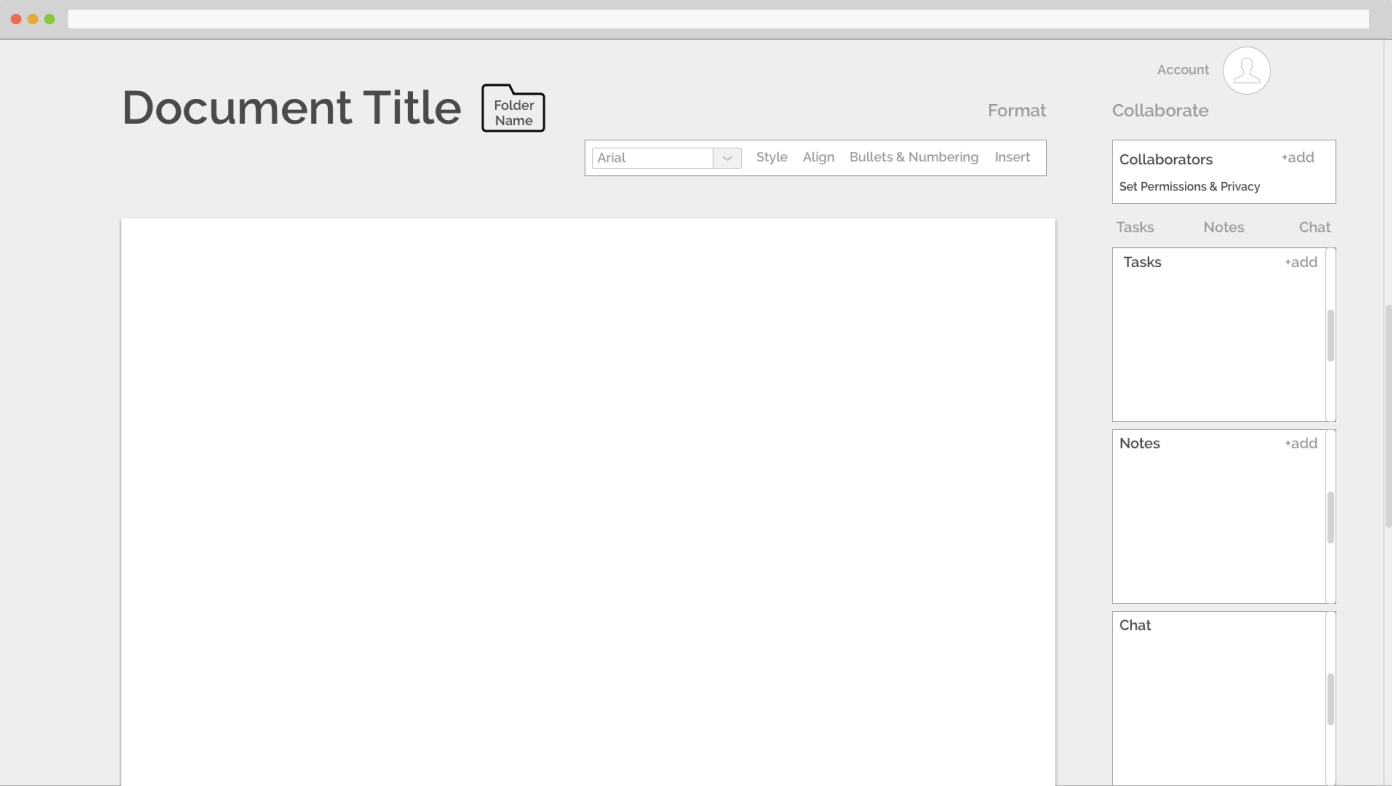 Account
Document Title
Folder
Name
Format
Collaborate
Arial
Style
Align
Bullets & Numbering
Insert
Collaborators
+add
Set Permissions & Privacy
Tasks
Notes
Chat
Tasks
+add
Notes
+add
Chat